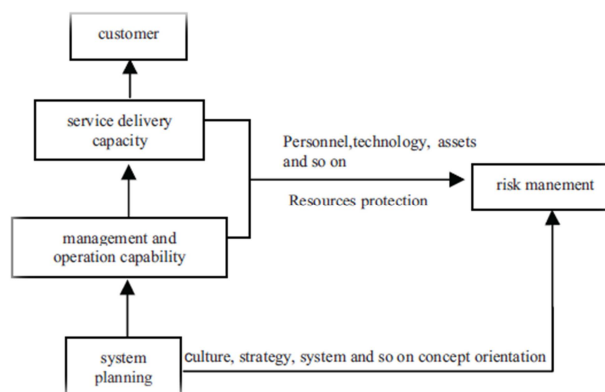 customer
service delivery
capacity
Personnel,technology, assets
and so on
Resources protection
risk manement
management and
operation capability
system
planning
culture, strategy, system and so on concept orientation